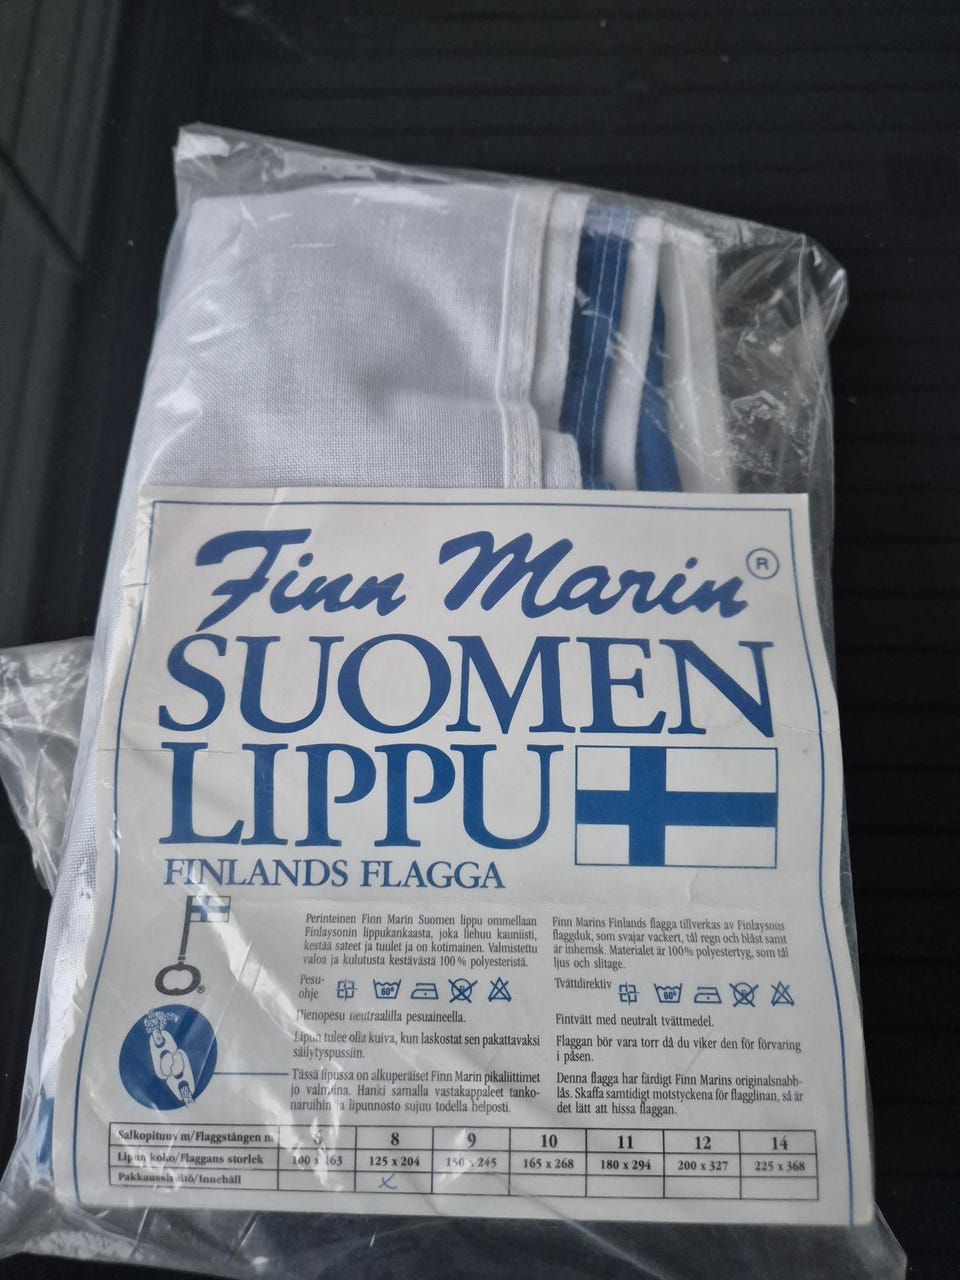 Finn Marin ®
SUOMEN
LIPPU
FINLANDS FLAGGA
Perinteinen Finn Marin Suomen lippu ommellaan
Finlaysonin lippukankaasta, joka liehuu kauniisti,
kestää sateet ja tuulet ja on kotimainen. Valmistettu
valoa ja kulutusta kestävästä 100 % polyesteristä.
Pesu-
ohje
60°
P
Hienopesu neutraalilla pesuaineella.
Lipun tulee olla kuiva, kun laskostat sen pakattavaksi
säilytyspussiin.
Tässä lipussa on alkuperäiset Finn Marin pikaliittimet
jo valmiina. Hanki samalla vastakappaleet tanko-
naruihin ja lipunnosto sujuu todella helposti.
Finn Marins Finlands flagga tillverkas av Finlaysons
flaggduk, som svajar vackert, tål regn och blåst samt
är inhemsk. Materialet är 100% polyestertyg, som tål
ljus och slitage.
Tvättdirektiv
60°
P
Fintvätt med neutralt tvättmedel.
Flaggan bör vara torr då du viker den för förvaring
i påsen.
Denna flagga har färdigt Finn Marins originalsnabb-
lås. Skaffa samtidigt motstyckena för flagglinan, så är
det lätt att hissa flaggan.
®
Salkopituus m/Flaggstången m 6 8 9 10 11 12 14
Lipun koko/Flaggans storlek 100 x 163 125 x 204 150 x 245 165 x 268 180 x 294 200 x 327 225 x 368
Pakkaussisältö/Innehåll x